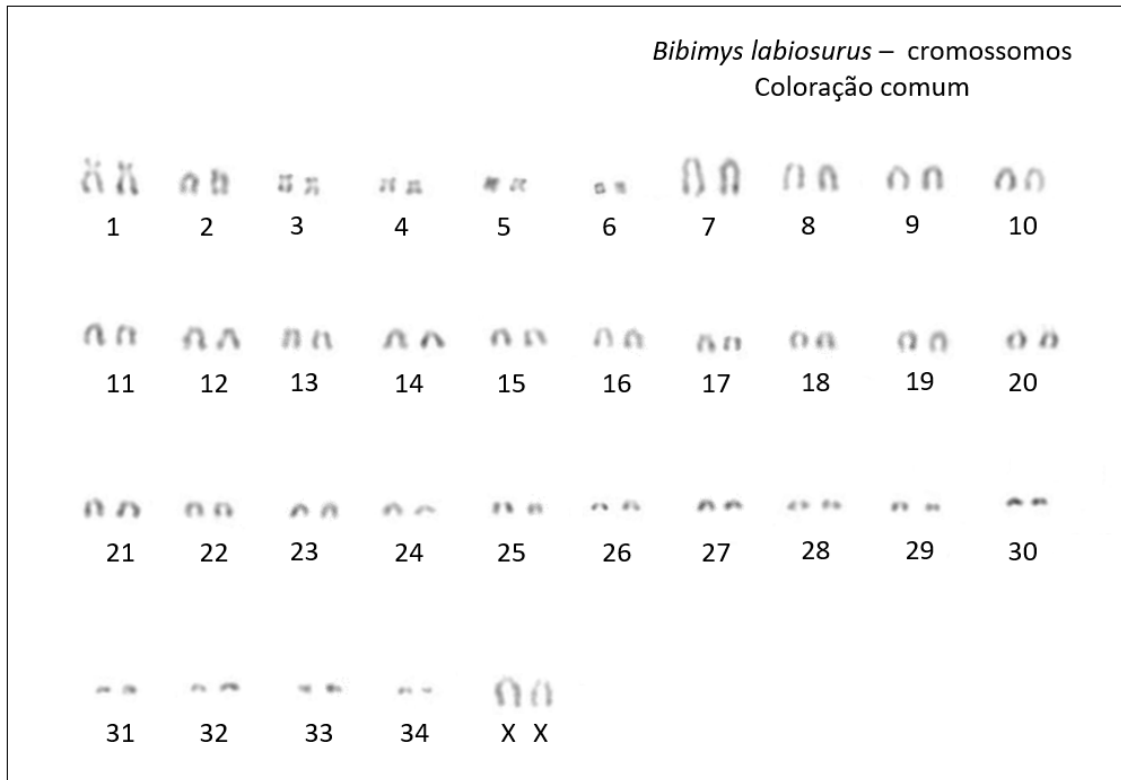 Bibimys labiosurus – cromossomos
Coloração comum
1 2 3 4 5 6 7 8 9 10
11 12 13 14 15 16 17 18 19 20
21 22 23 24 25 26 27 28 29 30
31 32 33 34 X X